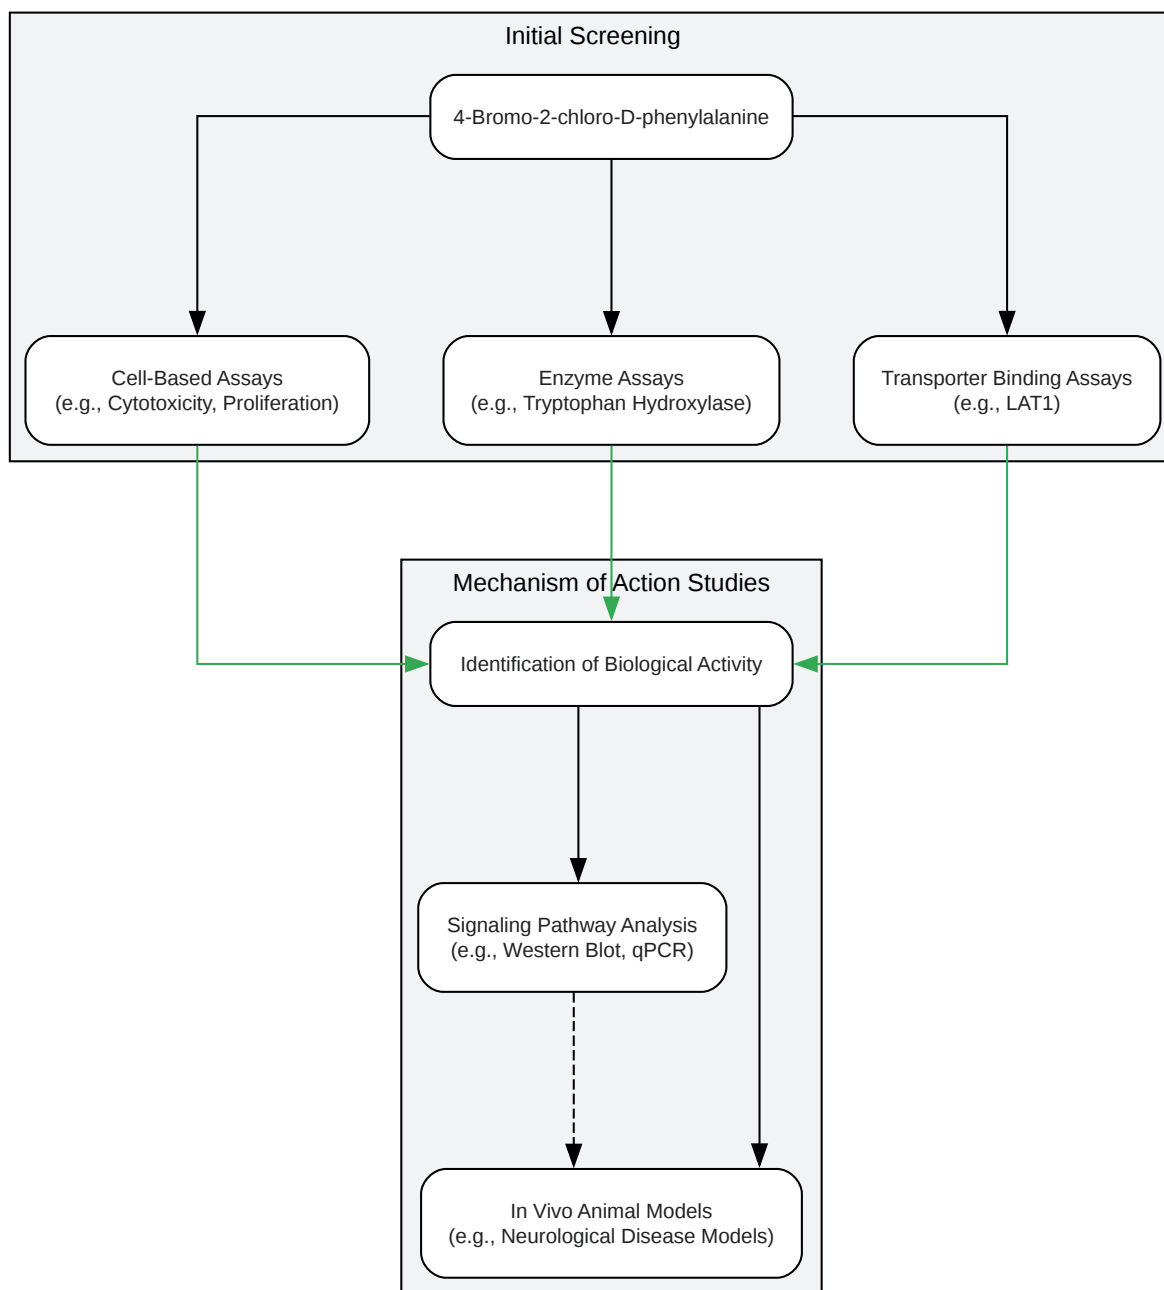 Initial Screening
4-Bromo-2-chloro-D-phenylalanine
Cell-Based Assays
(e.g., Cytotoxicity, Proliferation)
Enzyme Assays
(e.g., Tryptophan Hydroxylase)
Transporter Binding Assays
(e.g., LAT1)
Mechanism of Action Studies
Identification of Biological Activity
Signaling Pathway Analysis
(e.g., Western Blot, qPCR)
In Vivo Animal Models
(e.g., Neurological Disease Models)